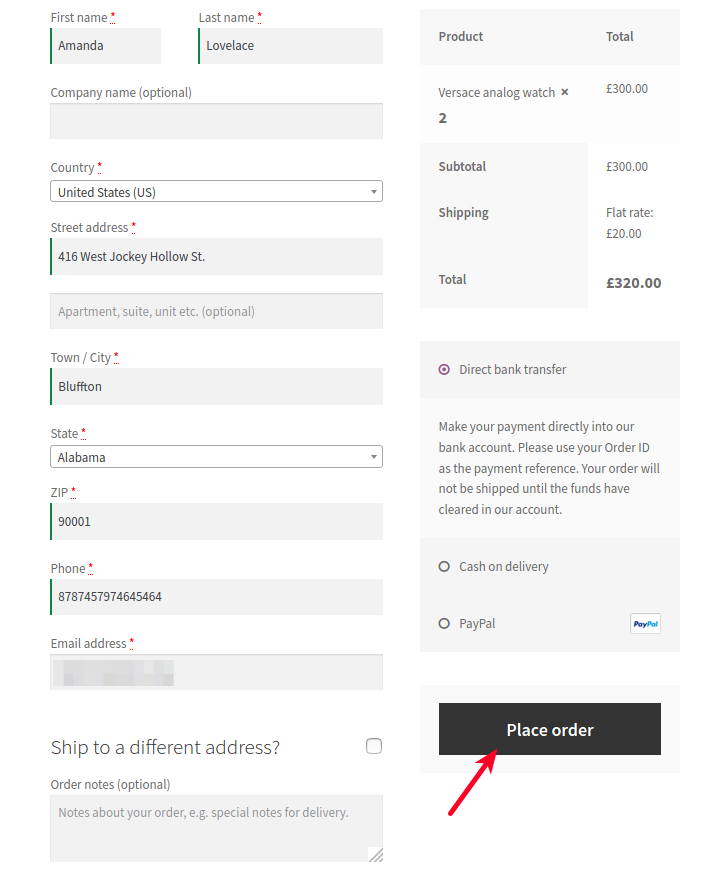 First name *
Last name *
Amanda
Lovelace
Company name (optional)
Country *
United States (US)
Street address *
416 West Jockey Hollow St.
Apartment, suite, unit etc. (optional)
Town / City *
Bluffton
State *
Alabama
ZIP *
90001
Phone *
8787457974645464
Email address *
Ship to a different address?
Order notes (optional)
Notes about your order, e.g. special notes for delivery.
Product Total
Versace analog watch × £300.00
2
Subtotal £300.00
Shipping Flat rate:
£20.00
Total £320.00
Direct bank transfer
Make your payment directly into our
bank account. Please use your Order ID
as the payment reference. Your order will
not be shipped until the funds have
cleared in our account.
Cash on delivery
PayPal PayPal
Place order